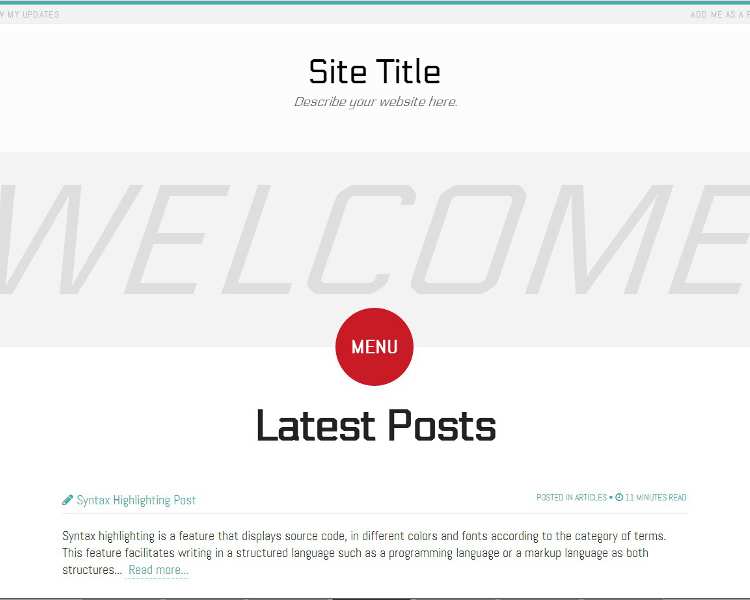 MY UPDATES
ADD ME AS A
Site Title
Describe your website here.
WELCOME
MENU
Latest Posts
Syntax Highlighting Post
POSTED IN ARTICLES • 11 MINUTES READ
Syntax highlighting is a feature that displays source code, in different colors and fonts according to the category of terms.
This feature facilitates writing in a structured language such as a programming language or a markup language as both
structures... Read more...